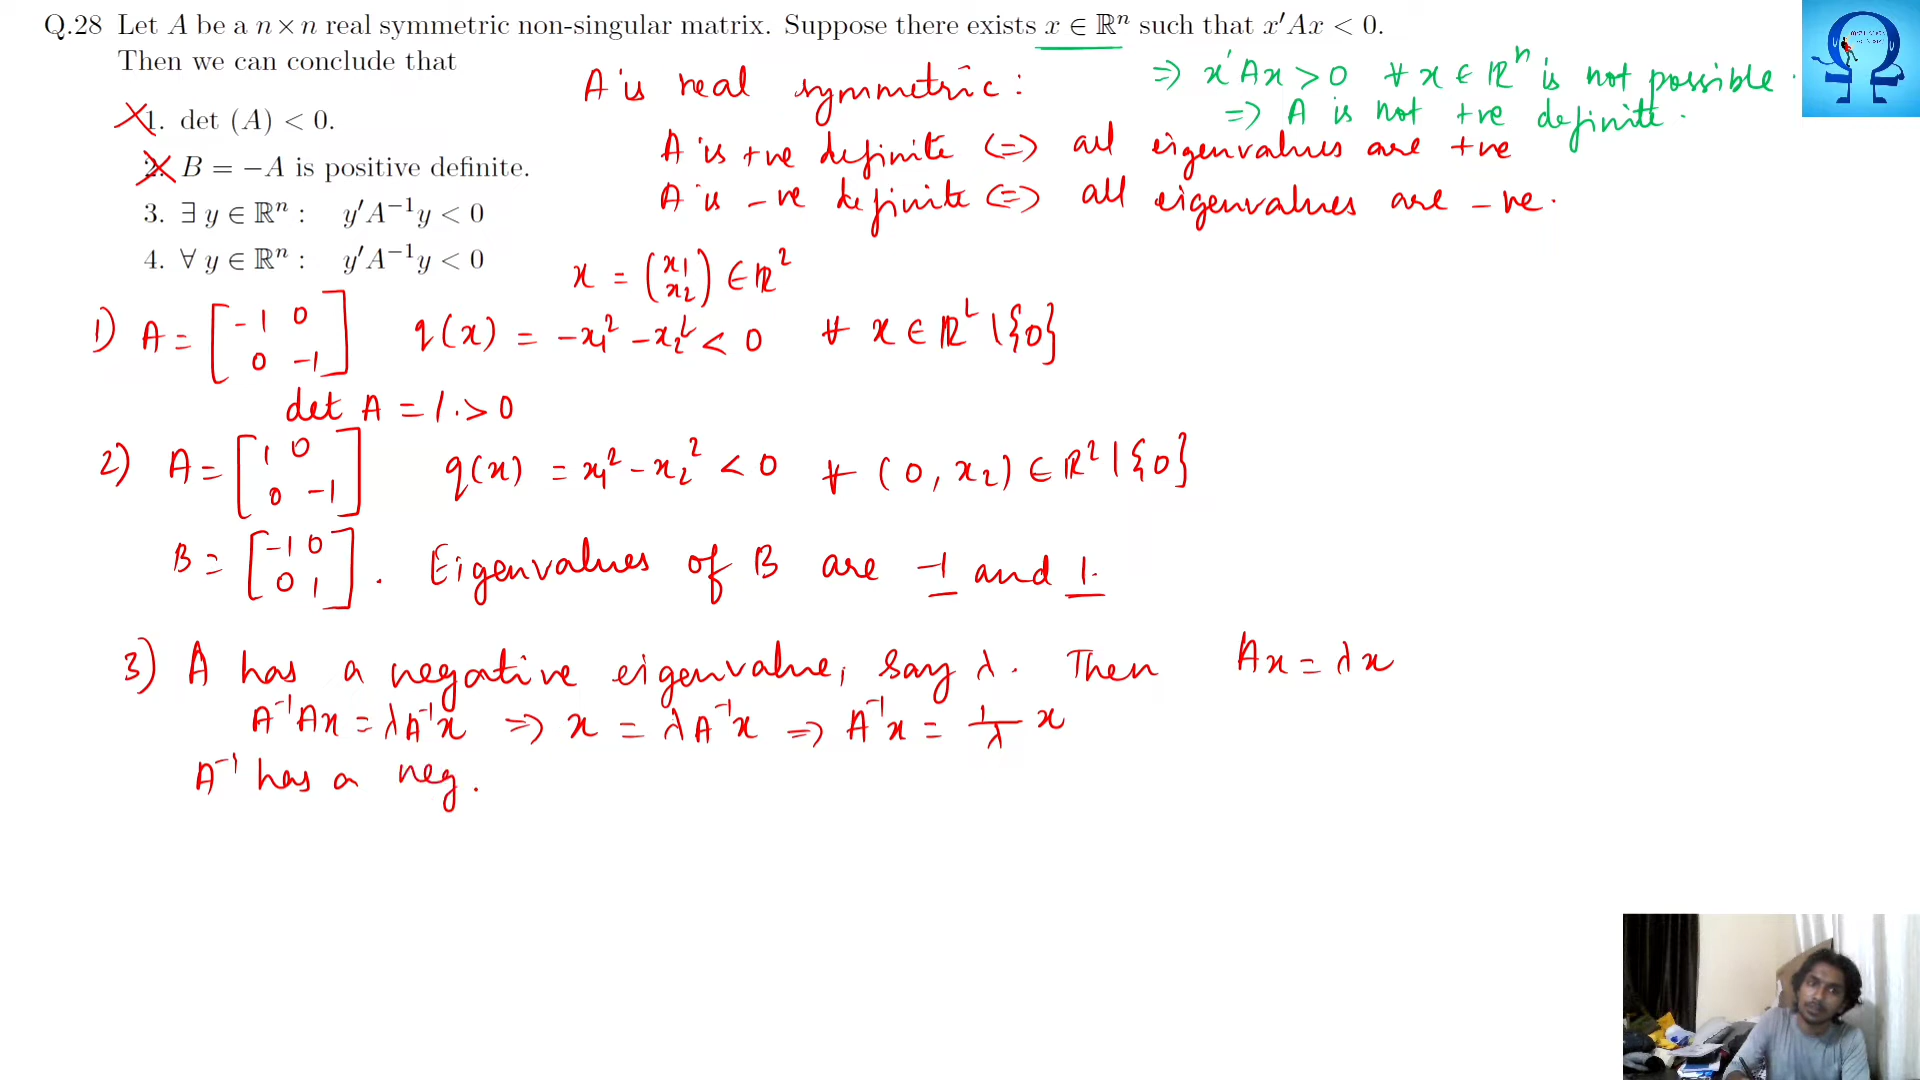 Q.28 Let A be a n × n real symmetric non-singular matrix. Suppose there exists x ∈ ℝⁿ such that x′Ax < 0.
Then we can conclude that
1. det (A) < 0.
2. B = −A is positive definite.
3. ∃ y ∈ ℝⁿ : y′A⁻¹y < 0
4. ∀ y ∈ ℝⁿ : y′A⁻¹y < 0
⇒ x′Ax > 0 ∀ x ∈ ℝⁿ is not possible.
⇒ A is not +ve definite.
A is real symmetric :
A is +ve definite <=> all eigenvalues are +ve
A is -ve definite <=> all eigenvalues are -ve.
x = (x₁ x₂) ∈ ℝ²
1) A = [-1 0 0 -1] q(x) = -x₁² - x₂² < 0 ∀ x ∈ ℝ² \ {0}
det A = 1 > 0
2) A = [1 0 0 -1] q(x) = x₁² - x₂² < 0 ∀ (0, x₂) ∈ ℝ² \ {0}
B = [-1 0 0 1]. Eigenvalues of B are -1 and 1.
3) A has a negative eigenvalue, say λ. Then Ax = λx
A⁻¹Ax = λA⁻¹x ⇒ x = λA⁻¹x ⇒ A⁻¹x = 1/λ x
A⁻¹ has a neg.